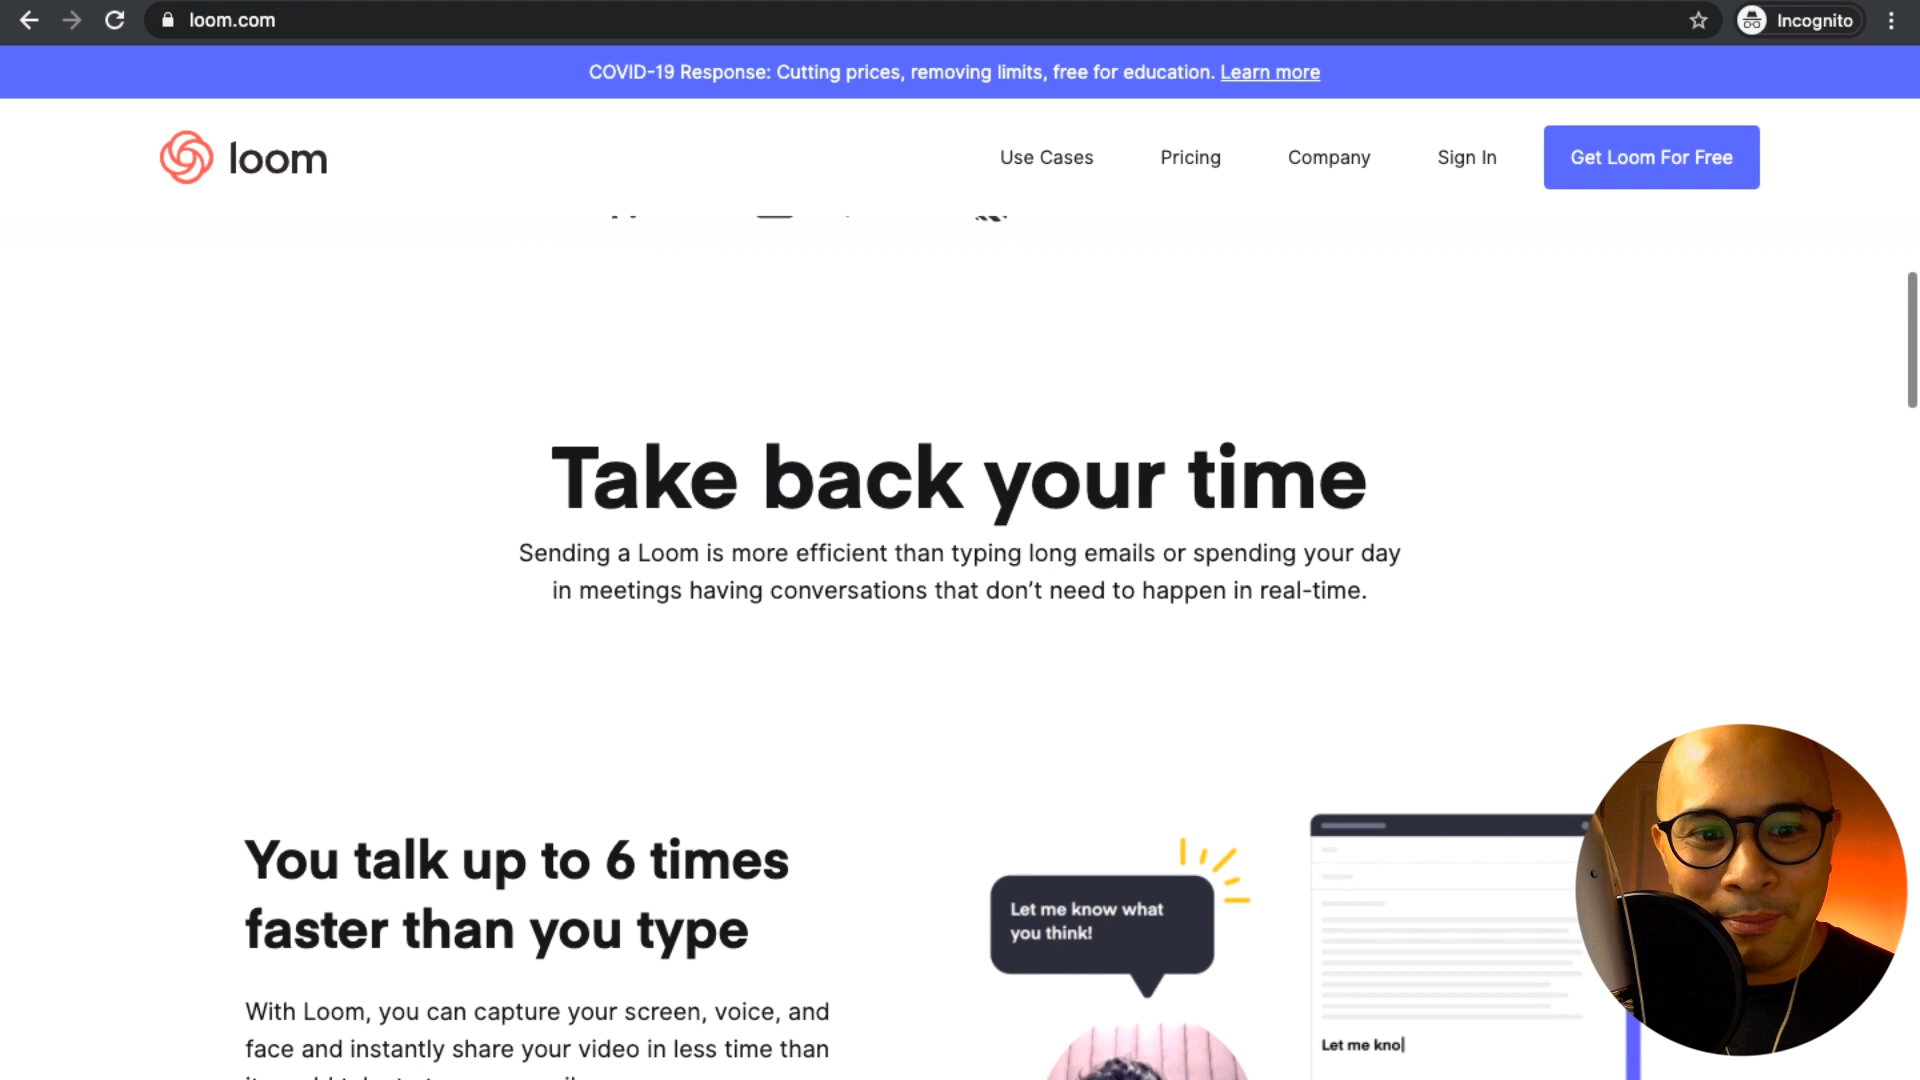 loom.com
Incognito
COVID-19 Response: Cutting prices, removing limits, free for education. Learn more
loom
Use Cases
Pricing
Company
Sign In
Get Loom For Free
Take back your time
Sending a Loom is more efficient than typing long emails or spending your day
in meetings having conversations that don’t need to happen in real-time.
You talk up to 6 times
faster than you type
With Loom, you can capture your screen, voice, and
face and instantly share your video in less time than
Let me know what
you think!
Let me kno